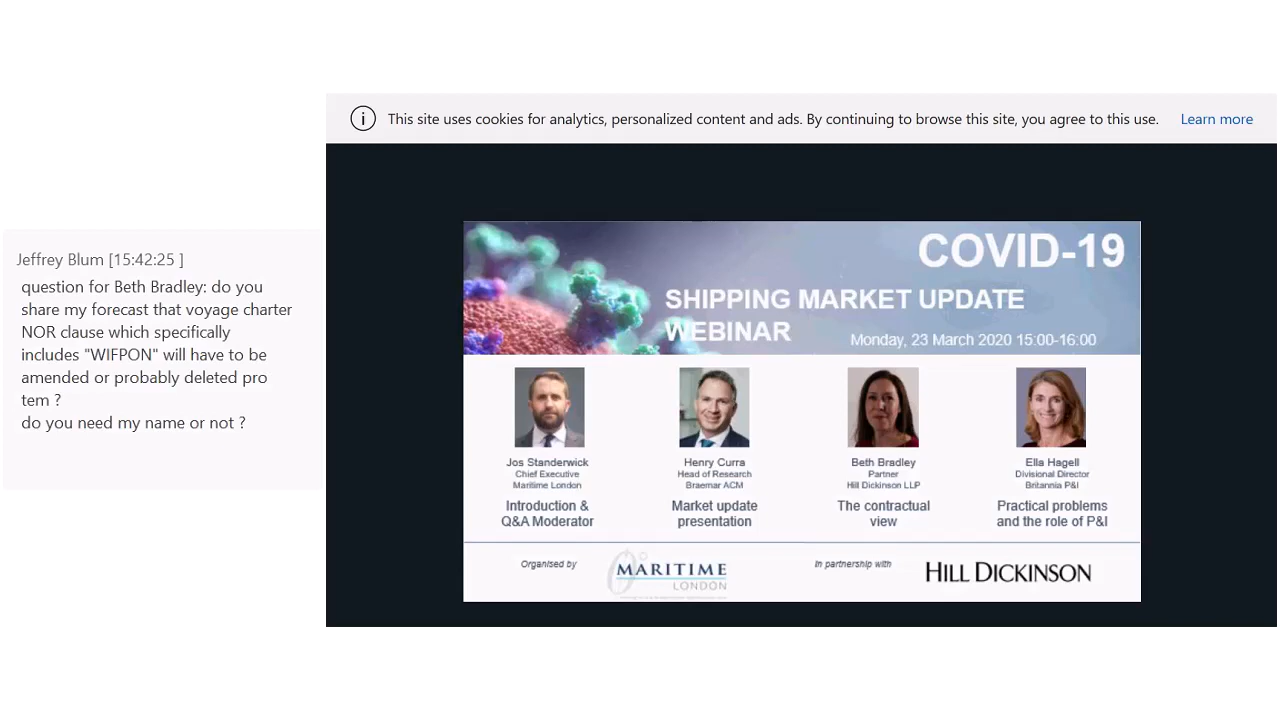 This site uses cookies for analytics, personalized content and ads. By continuing to browse this site, you agree to this use. Learn more
Jeffrey Blum [15:42:25 ]
question for Beth Bradley: do you
share my forecast that voyage charter
NOR clause which specifically
includes "WIFPON" will have to be
amended or probably deleted pro
tem ?
do you need my name or not ?
COVID-19
SHIPPING MARKET UPDATE
WEBINAR
Monday, 23 March 2020 15:00-16:00
Jos Standerwick
Chief Executive
Maritime London
Introduction &
Q&A Moderator
Henry Curra
Head of Research
Braemar ACM
Market update
presentation
Beth Bradley
Partner
Hill Dickinson LLP
The contractual
view
Ella Hagell
Divisional Director
Britannia P&I
Practical problems
and the role of P&I
Organised by
MARITIME
LONDON
In partnership with
HILL DICKINSON